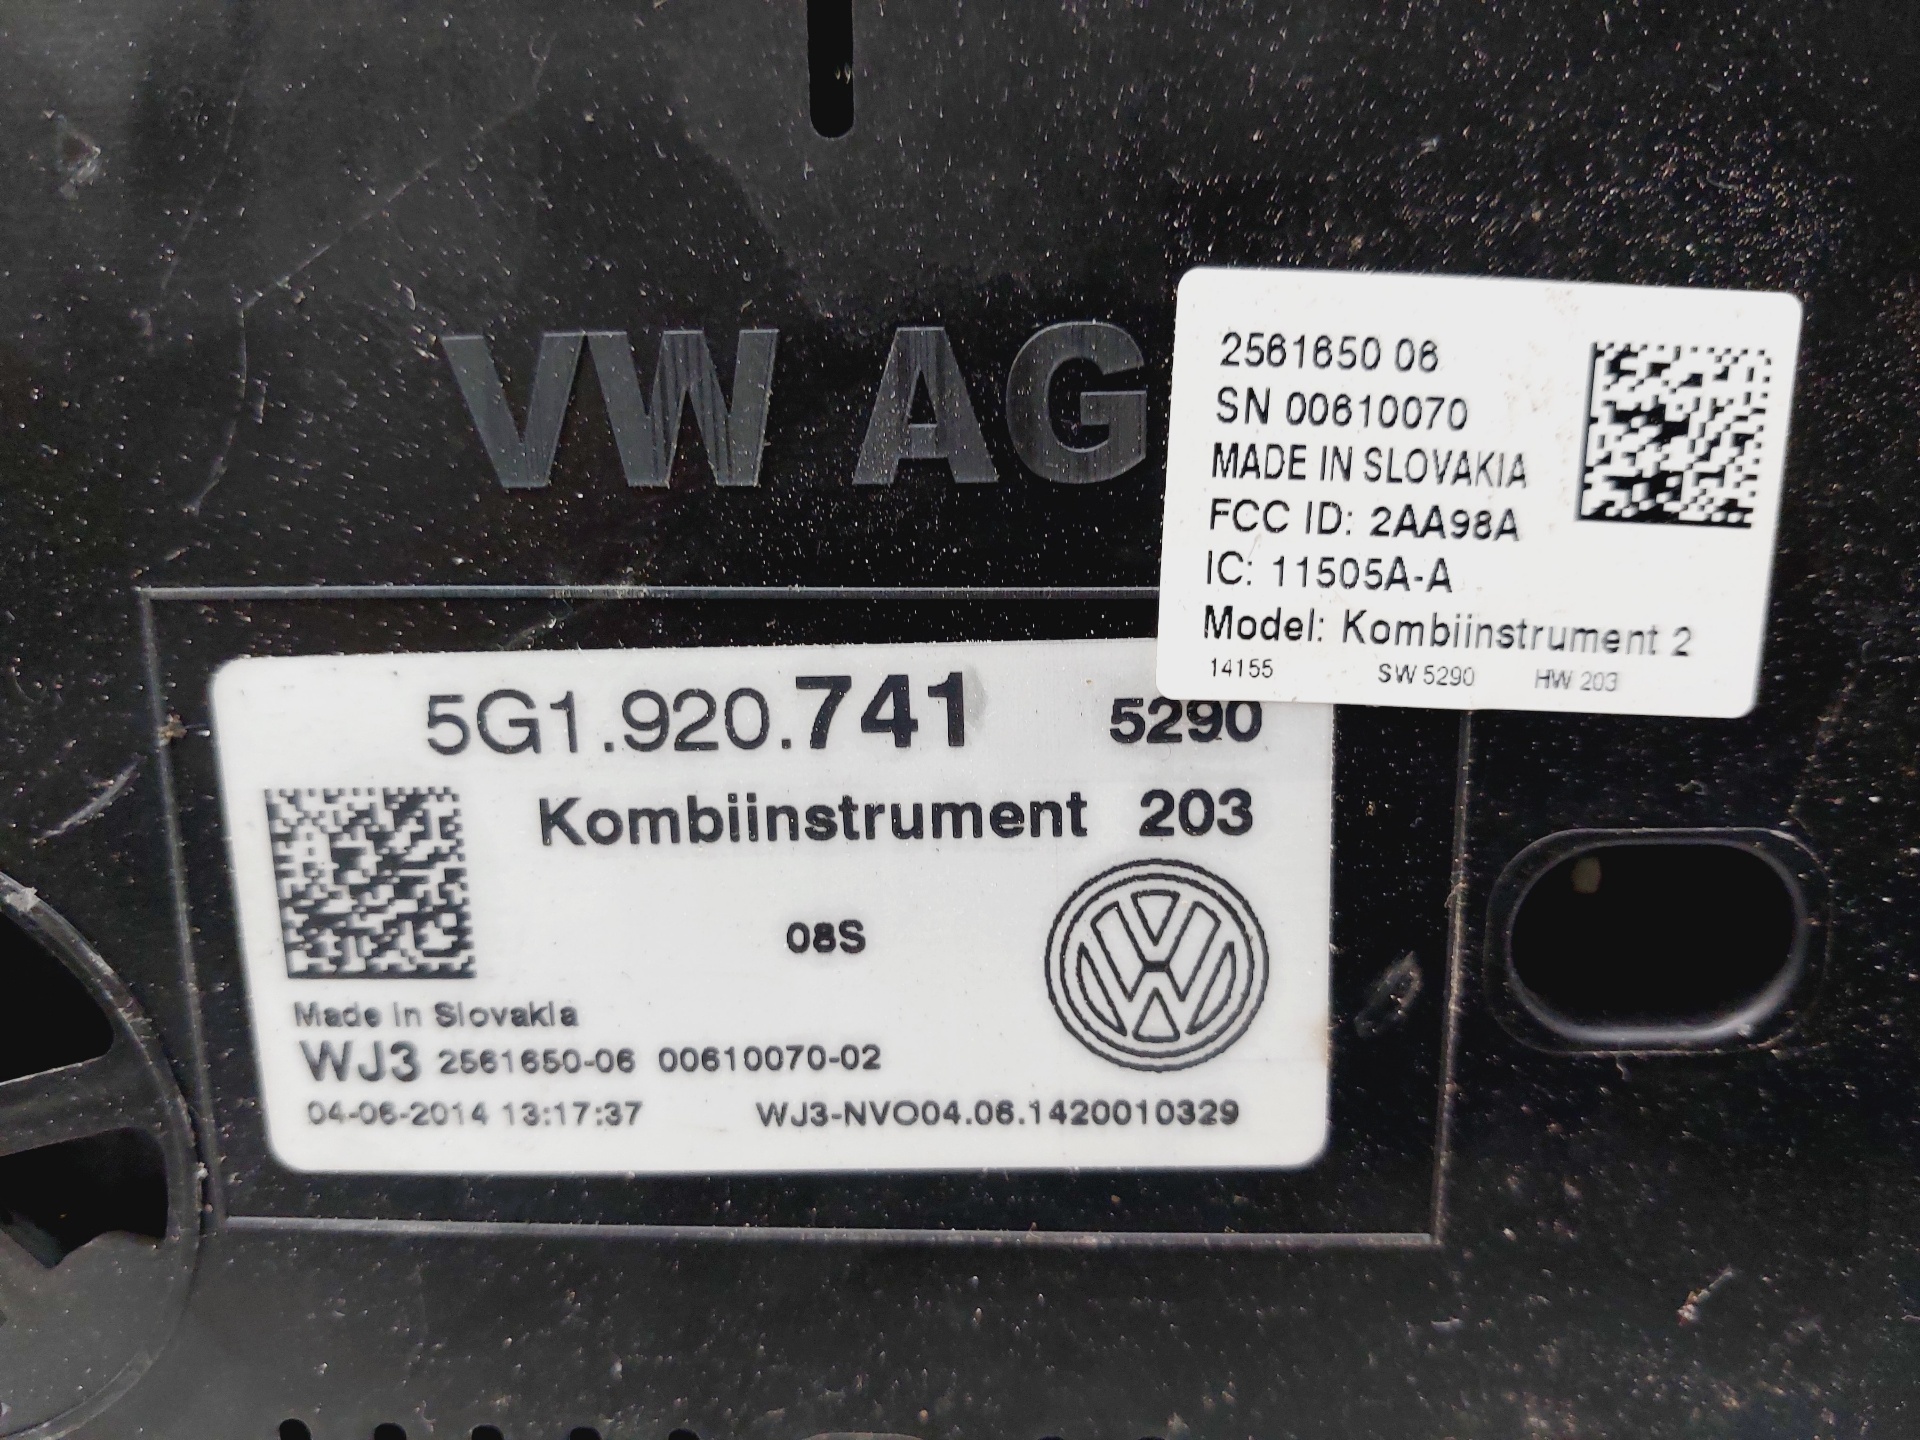 VW AG
2561650 06
SN 00610070
MADE IN SLOVAKIA
FCC ID: 2AA98A
IC: 11505A-A
Model: Kombiinstrument 2
14155 SW 5290 HW 203
5G1.920.741 5290
Kombiinstrument 203
08S
Made In Slovakia
WJ3 2561650-06 00610070-02
04-06-2014 13:17:37 WJ3-NVO04.06.1420010329